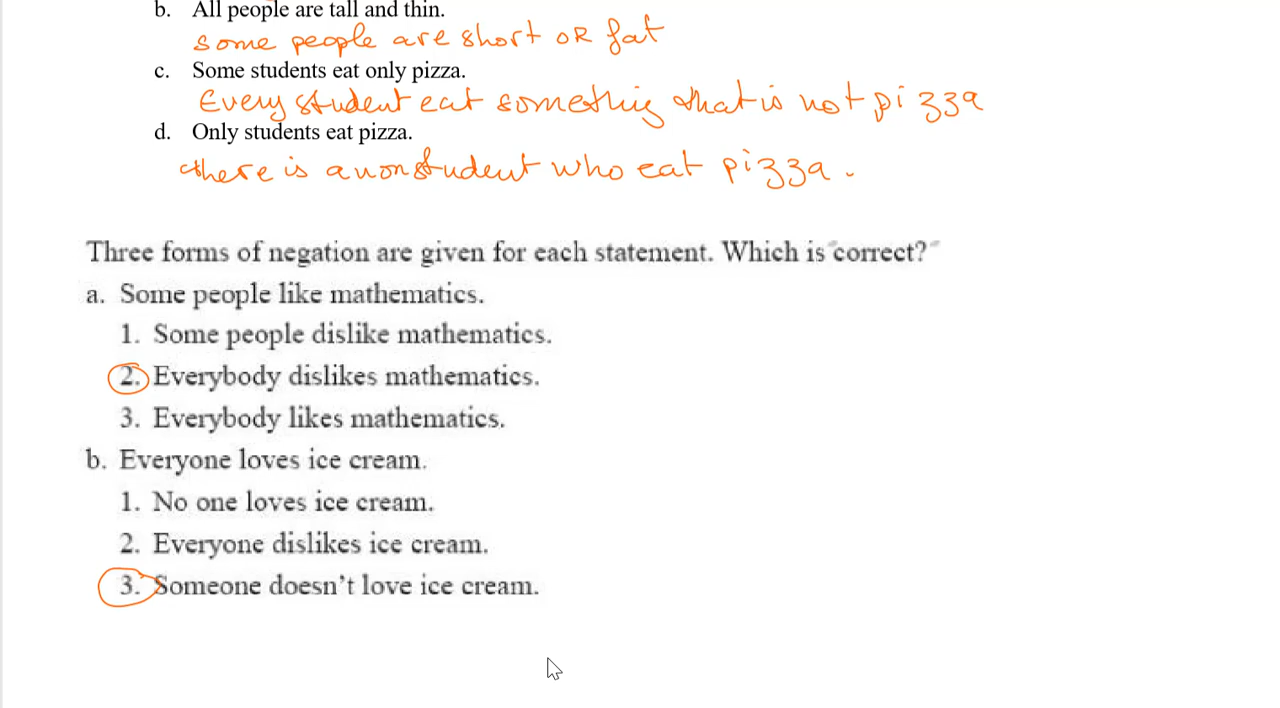 b. All people are tall and thin.
some people are short OR fat
c. Some students eat only pizza.
Every student eat something that is not pizza
d. Only students eat pizza.
there is a nonstudent who eat pizza.
Three forms of negation are given for each statement. Which is "correct?"
a. Some people like mathematics.
1. Some people dislike mathematics.
2. Everybody dislikes mathematics.
3. Everybody likes mathematics.
b. Everyone loves ice cream.
1. No one loves ice cream.
2. Everyone dislikes ice cream.
3. Someone doesn't love ice cream.